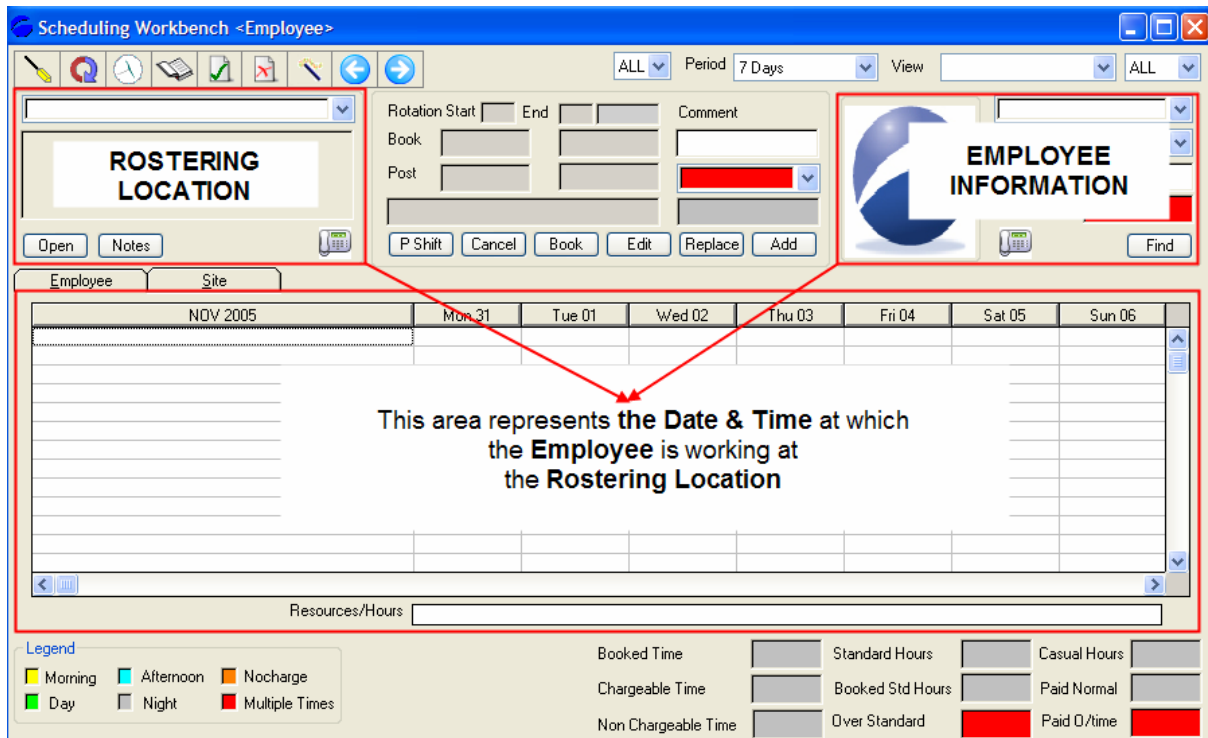 Scheduling Workbench <Employee>
ALL Period 7 Days View ALL
Rotation Start End Comment
Book
Post
ROSTERING
LOCATION
EMPLOYEE
INFORMATION
Open Notes
P Shift Cancel Book Edit Replace Add
Find
Employee Site
NOV 2005 Mon 31 Tue 01 Wed 02 Thu 03 Fri 04 Sat 05 Sun 06
This area represents the Date & Time at which
the Employee is working at
the Rostering Location
Resources/Hours
Legend
Morning Afternoon Nocharge
Day Night Multiple Times
Booked Time Standard Hours Casual Hours
Chargeable Time Booked Std Hours Paid Normal
Non Chargeable Time Over Standard Paid O/time